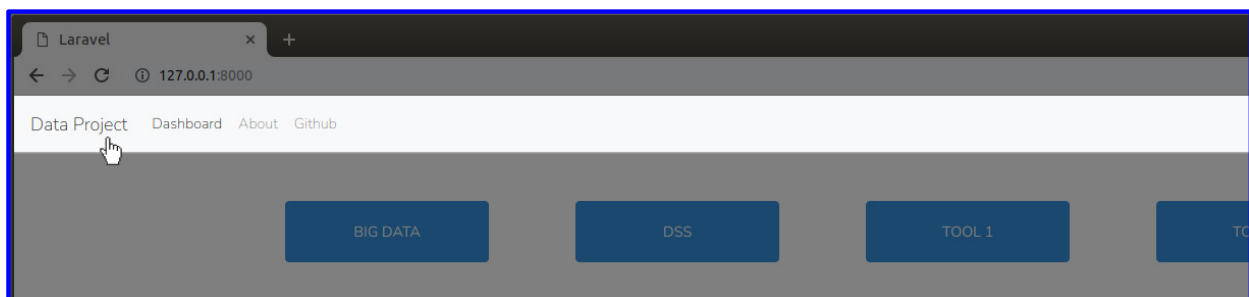 Laravel
127.0.0.1:8000
Data Project Dashboard About Github
BIG DATA DSS TOOL 1